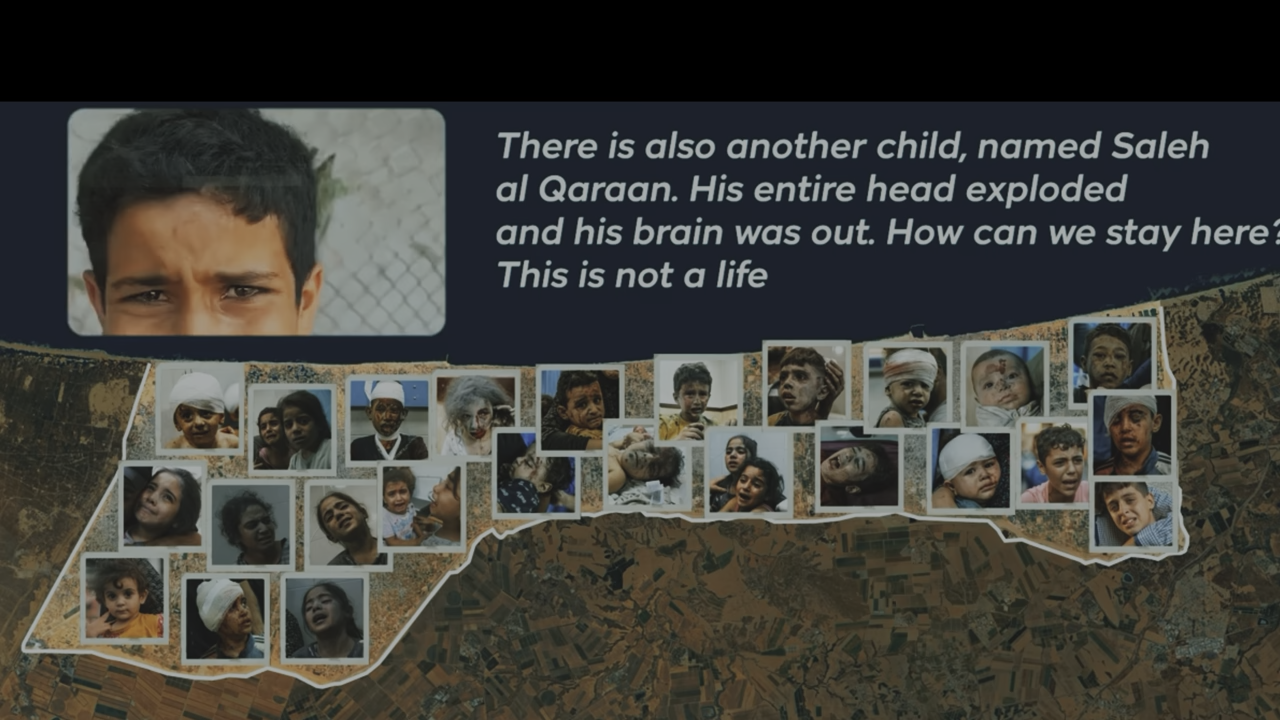 There is also another child, named Saleh
al Qaraan. His entire head exploded
and his brain was out. How can we stay here?
This is not a life